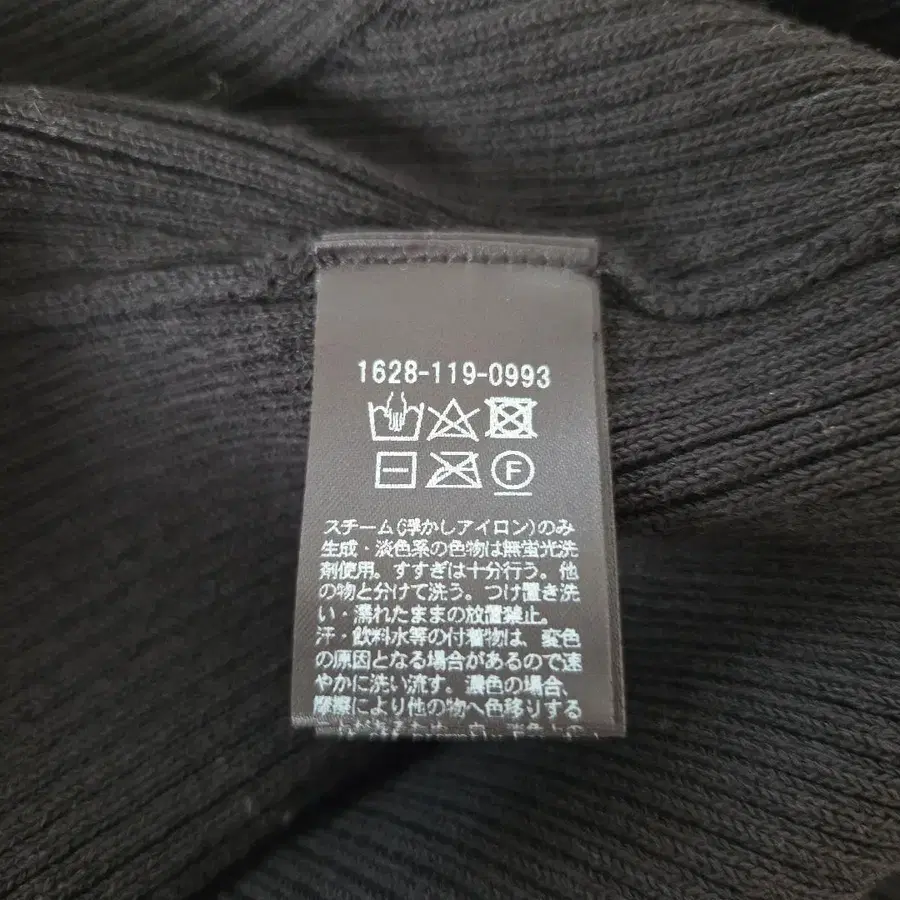 1628-119-0993
F
スチーム(浮かしアイロン)のみ
生成・淡色系の色物は無蛍光洗
剤使用。すすぎは十分行う。他
の物と分けて洗う。つけ置き洗
い・濡れたままの放置禁止。
汗・飲料水等の付着物は、変色
の原因となる場合があるので速
やかに洗い流す。濃色の場合、
摩擦により他の物へ色移りする